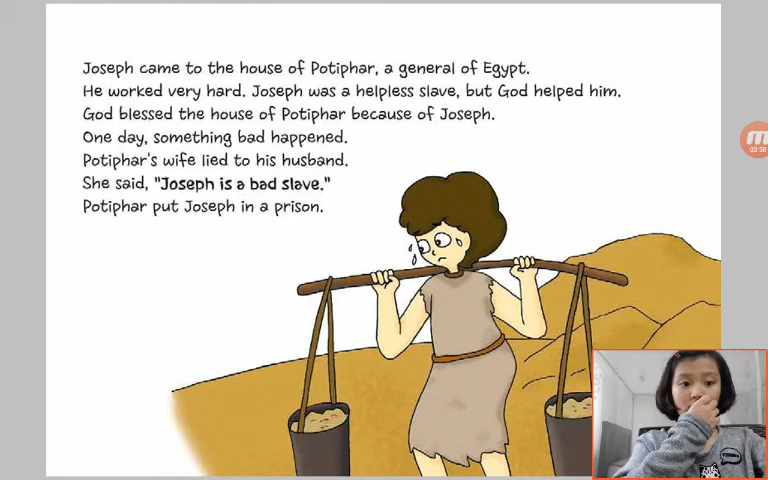 Joseph came to the house of Potiphar, a general of Egypt.
He worked very hard. Joseph was a helpless slave, but God helped him.
God blessed the house of Potiphar because of Joseph.
One day, something bad happened.
Potiphar's wife lied to his husband.
She said, "Joseph is a bad slave."
Potiphar put Joseph in a prison.
03:58